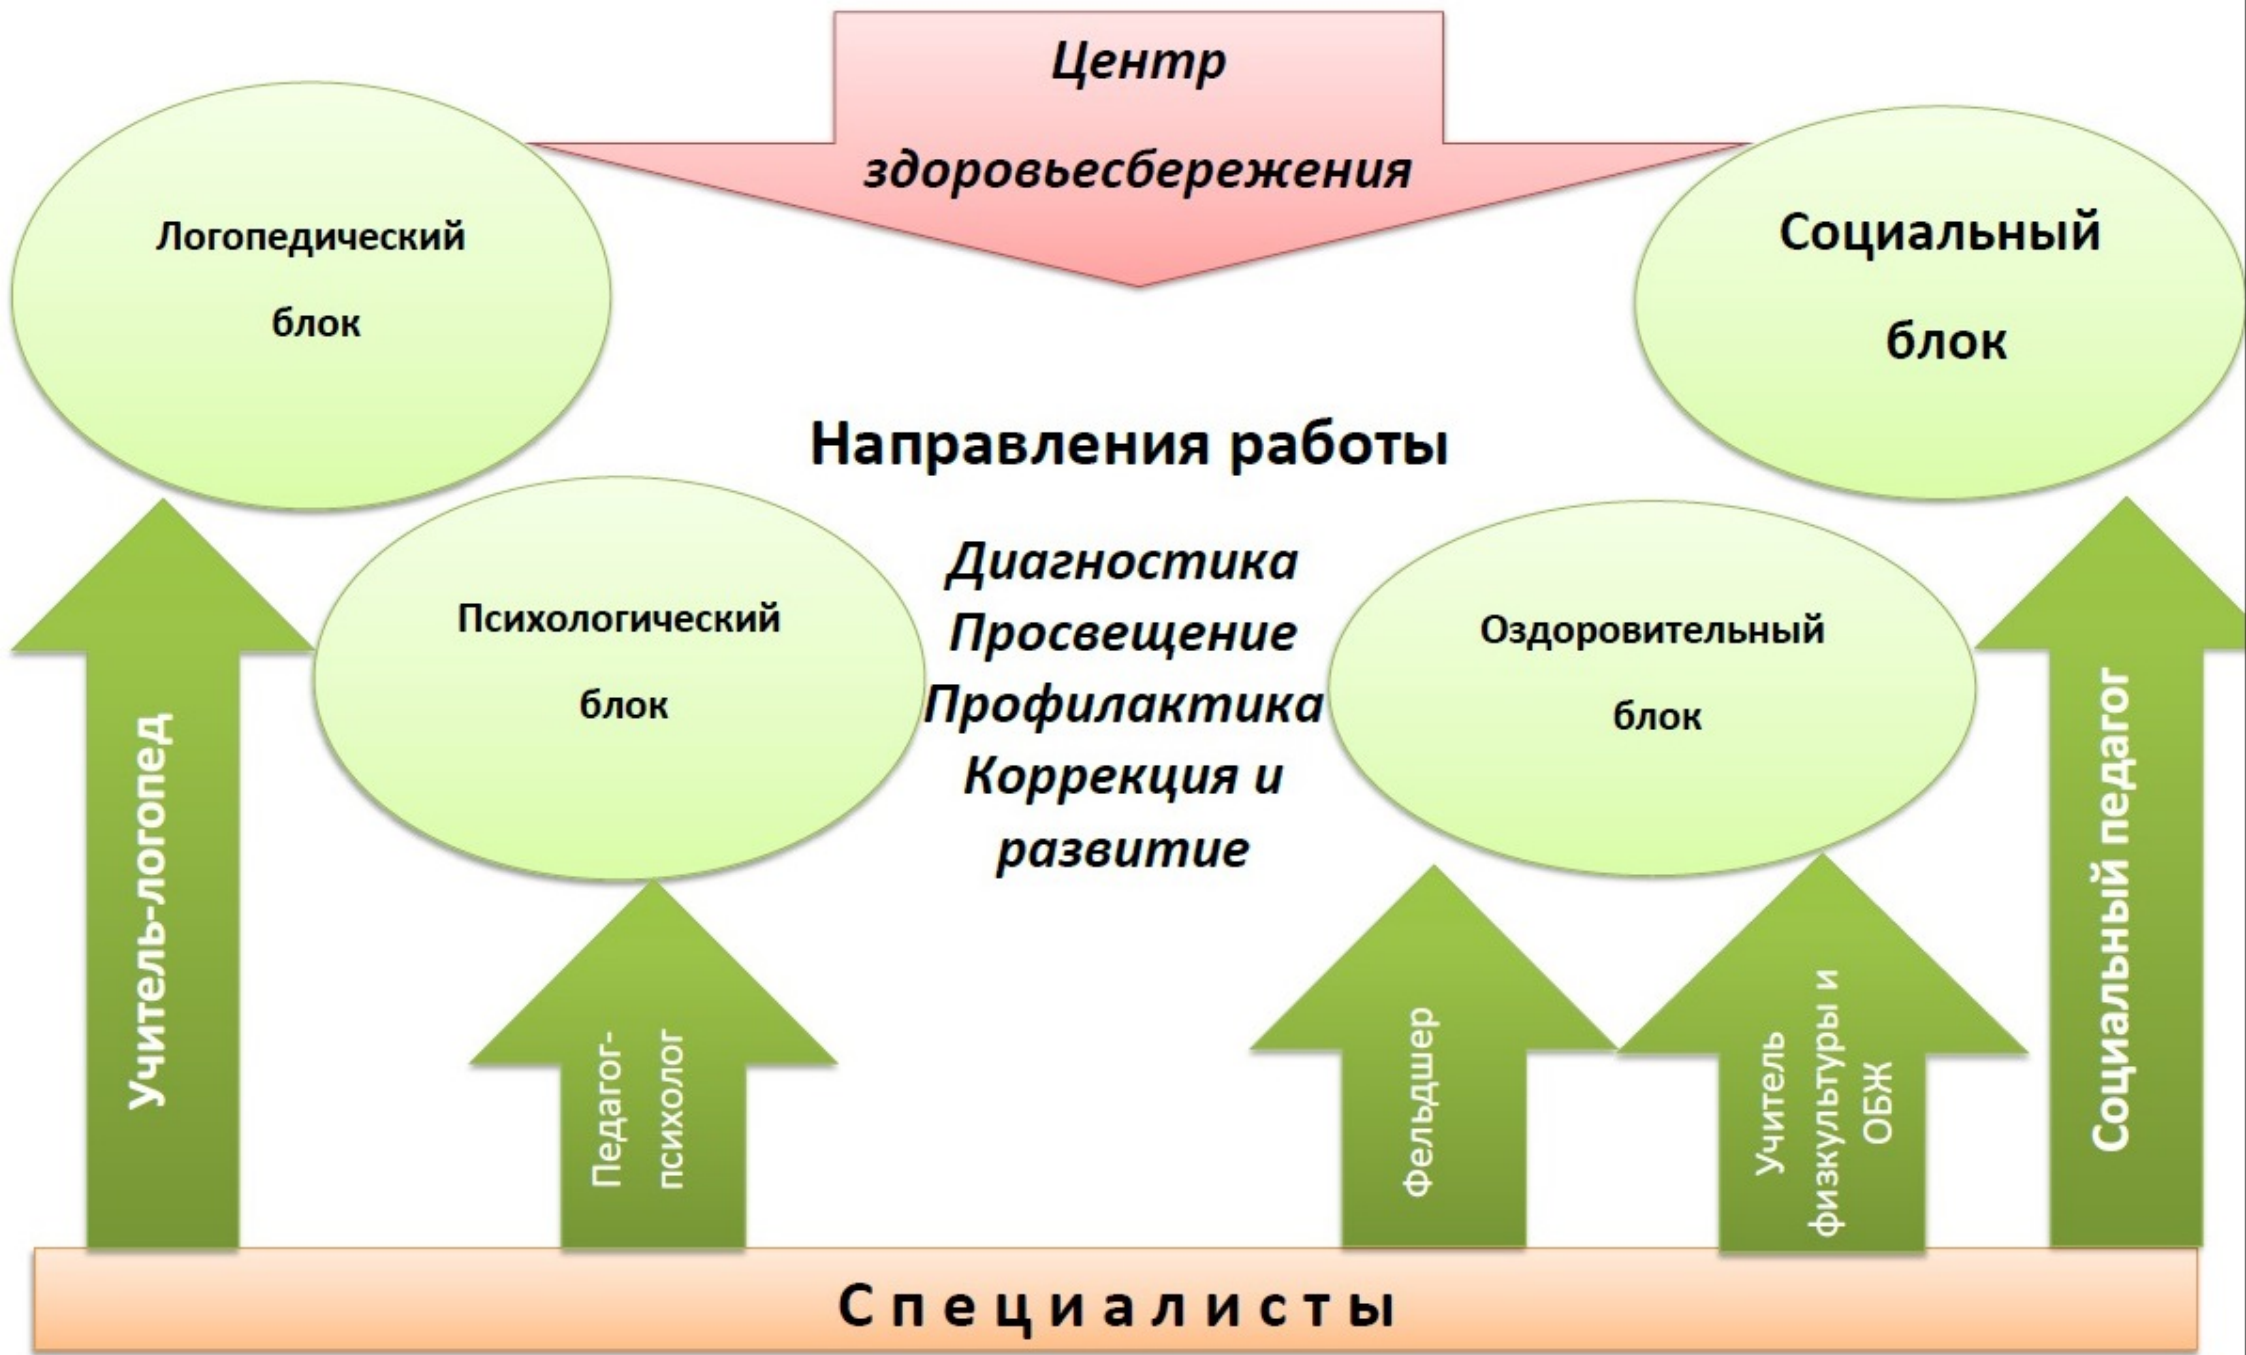 Центр
здоровьесбережения
Логопедический
блок
Социальный
блок
Направления работы
Психологический
блок
Диагностика
Просвещение
Профилактика
Коррекция и
развитие
Оздоровительный
блок
Учитель-логопед
Педагог-
психолог
Фельдшер
Учитель
физкультуры и
ОБЖ
Социальный педагог
Специалисты